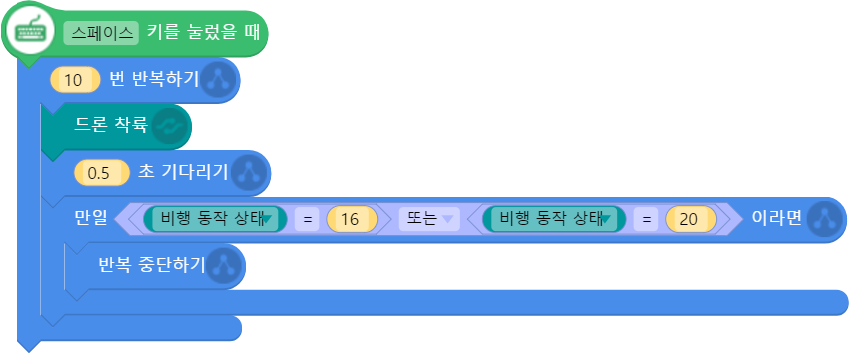 스페이스 키를 눌렀을 때
10 번 반복하기
드론 착륙
0.5 초 기다리기
만일 비행 동작 상태 = 16 또는 비행 동작 상태 = 20 이라면
반복 중단하기